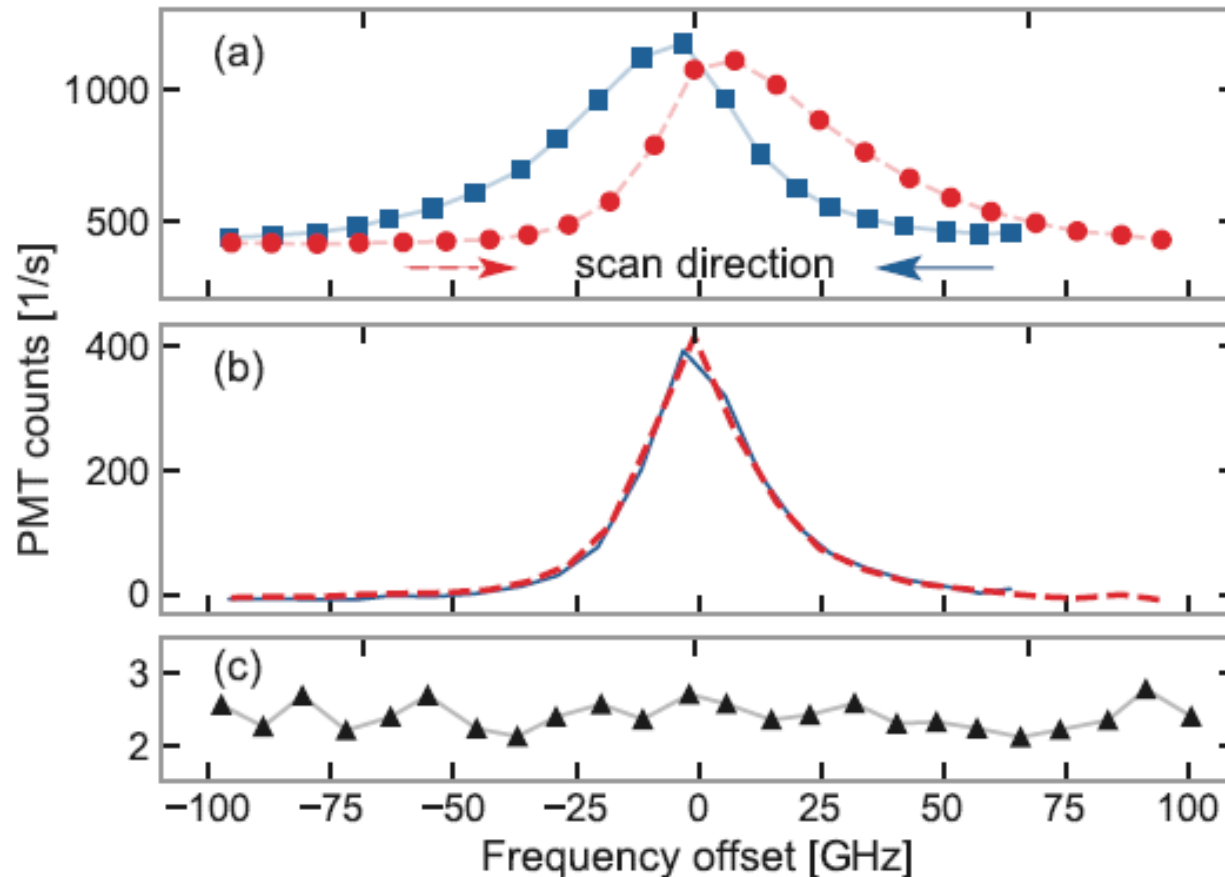 (a)
1000
500
scan direction
PMT counts [1/s]
(b)
400
200
0
(c)
3
2
−100 −75 −50 −25 0 25 50 75 100
Frequency offset [GHz]